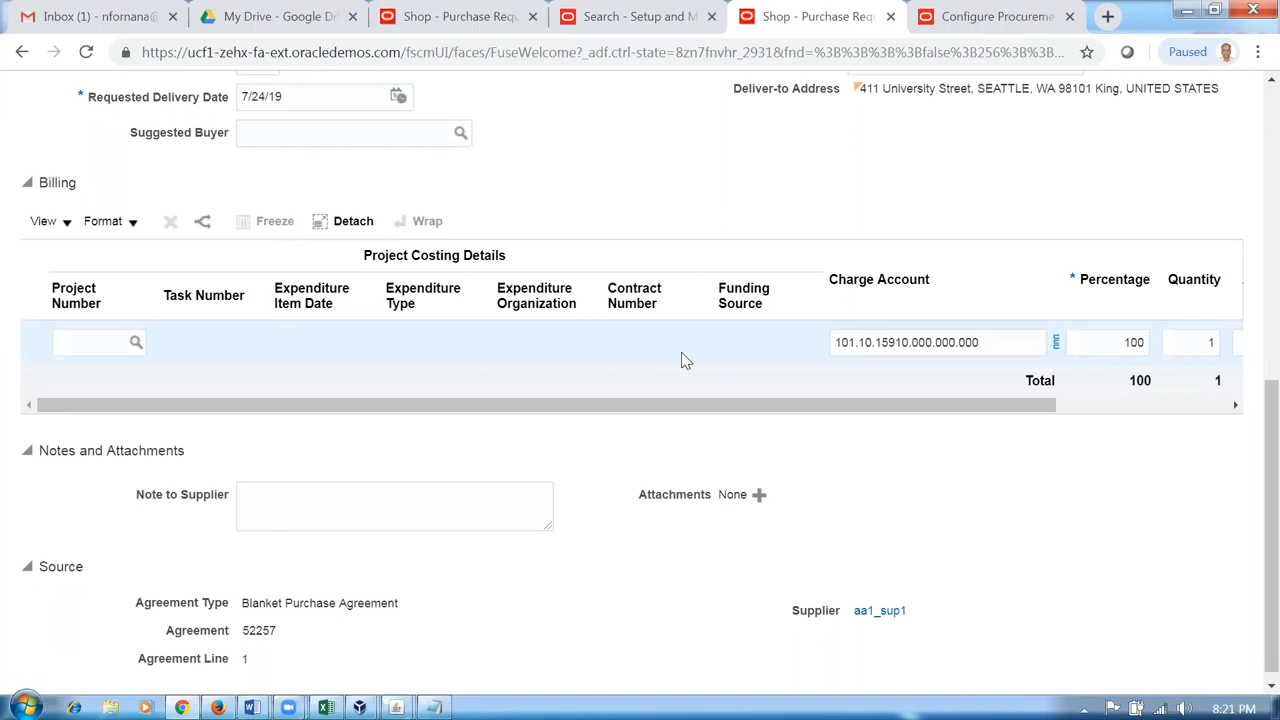 Inbox (1) - nfornana@
My Drive - Google Dr
Shop - Purchase Req
Search - Setup and M
Shop - Purchase Req
Configure Procureme
https://ucf1-zehx-fa-ext.oracledemos.com/fscmUI/faces/FuseWelcome?_adf.ctrl-state=8zn7fnvhr_2931&fnd=%3B%3B%3B%3Bfalse%3B256%3B%3B...
Paused
* Requested Delivery Date 7/24/19
Deliver-to Address 411 University Street, SEATTLE, WA 98101 King, UNITED STATES
Suggested Buyer
Billing
View Format Freeze Detach Wrap
Project Costing Details
Project Number Task Number Expenditure Item Date Expenditure Type Expenditure Organization Contract Number Funding Source Charge Account * Percentage Quantity
101.10.15910.000.000.000 100 1
Total 100 1
Notes and Attachments
Note to Supplier
Attachments None
Source
Agreement Type Blanket Purchase Agreement
Supplier aa1_sup1
Agreement 52257
Agreement Line 1
8:21 PM